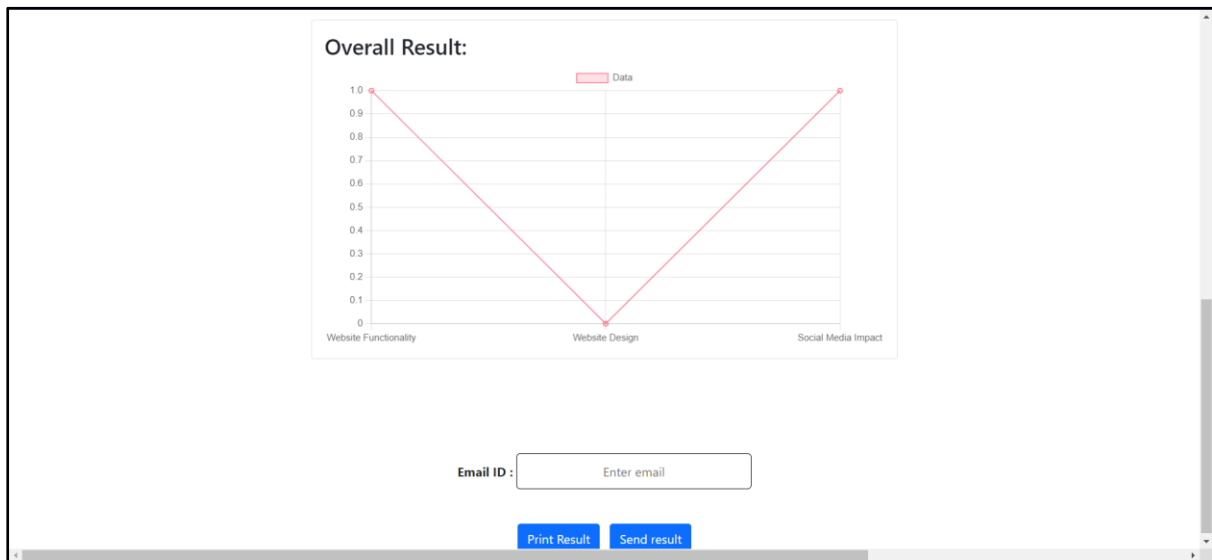 Overall Result:
Data
1.0
0.9
0.8
0.7
0.6
0.5
0.4
0.3
0.2
0.1
0
Website Functionality Website Design Social Media Impact
Email ID : Enter email
Print Result Send result